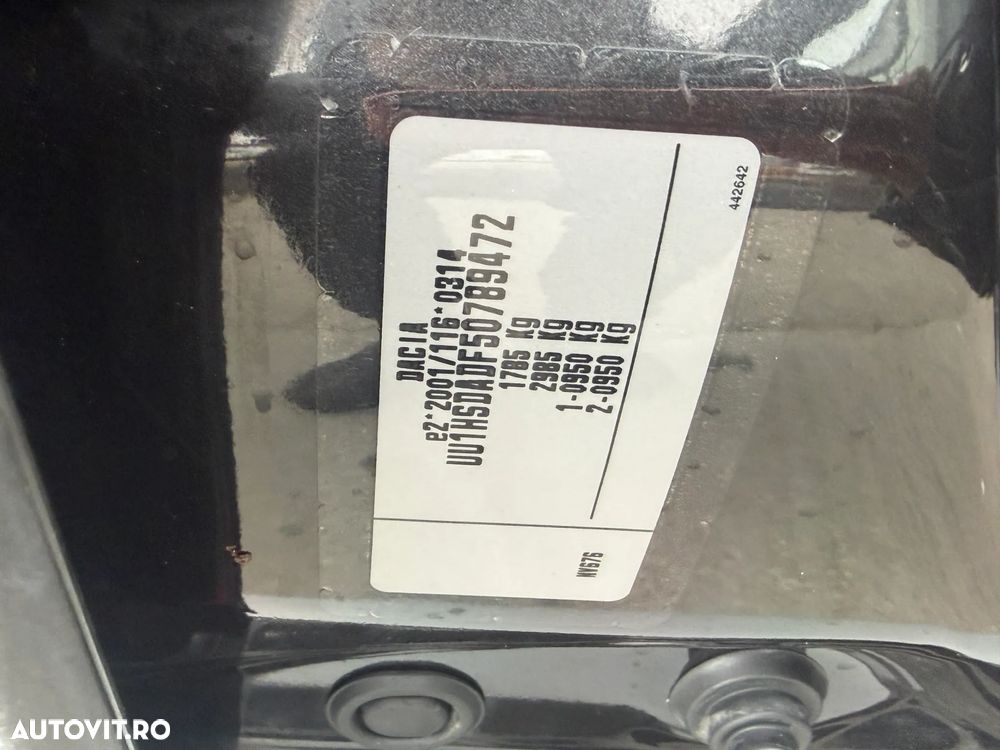 DACIA
e2*2001/116*0314
UU1HSDADF50789472
1785 Kg
2985 Kg
1-0950 Kg
2-0950 Kg
442642
NV676
AUTOVIT.RO